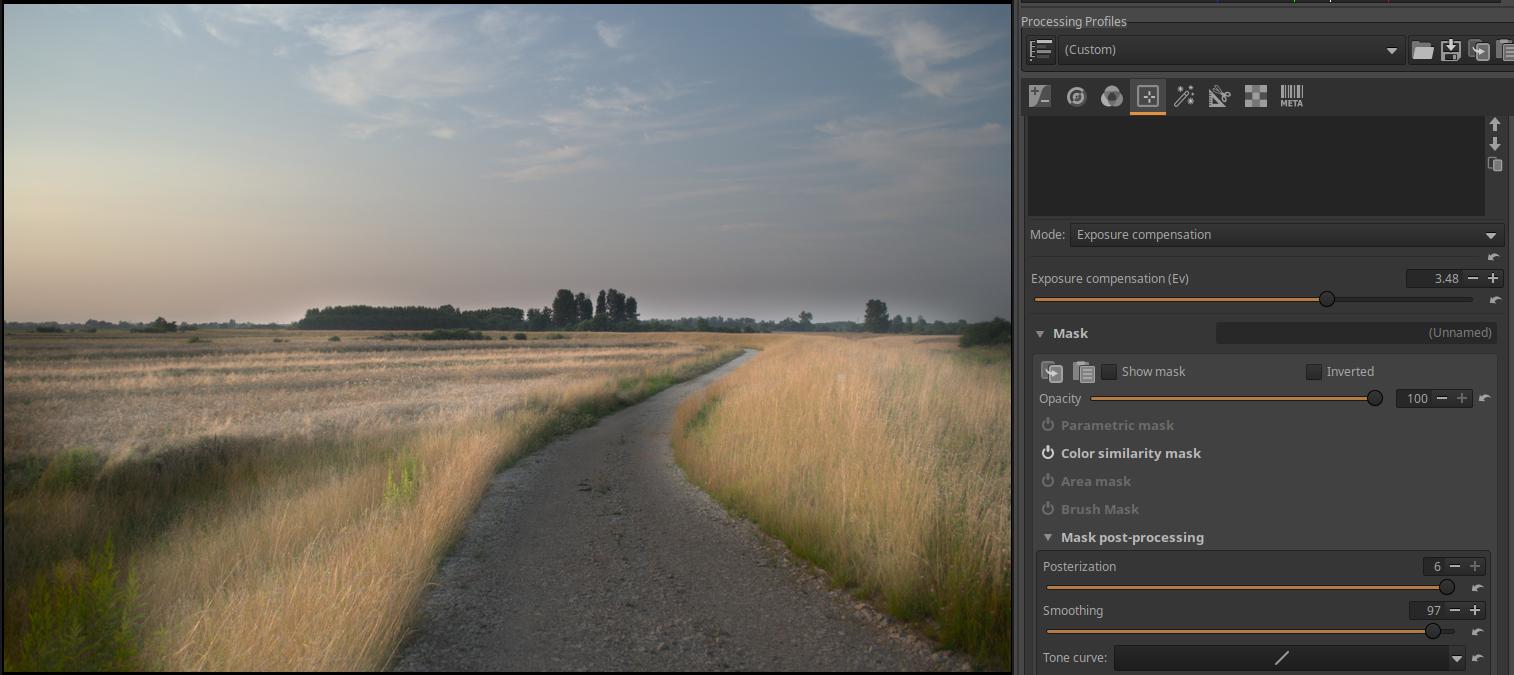 Processing Profiles
(Custom)
META
Mode: Exposure compensation
Exposure compensation (Ev) 3.48
Mask (Unnamed)
Show mask Inverted
Opacity 100
Parametric mask
Color similarity mask
Area mask
Brush Mask
Mask post-processing
Posterization 6
Smoothing 97
Tone curve: